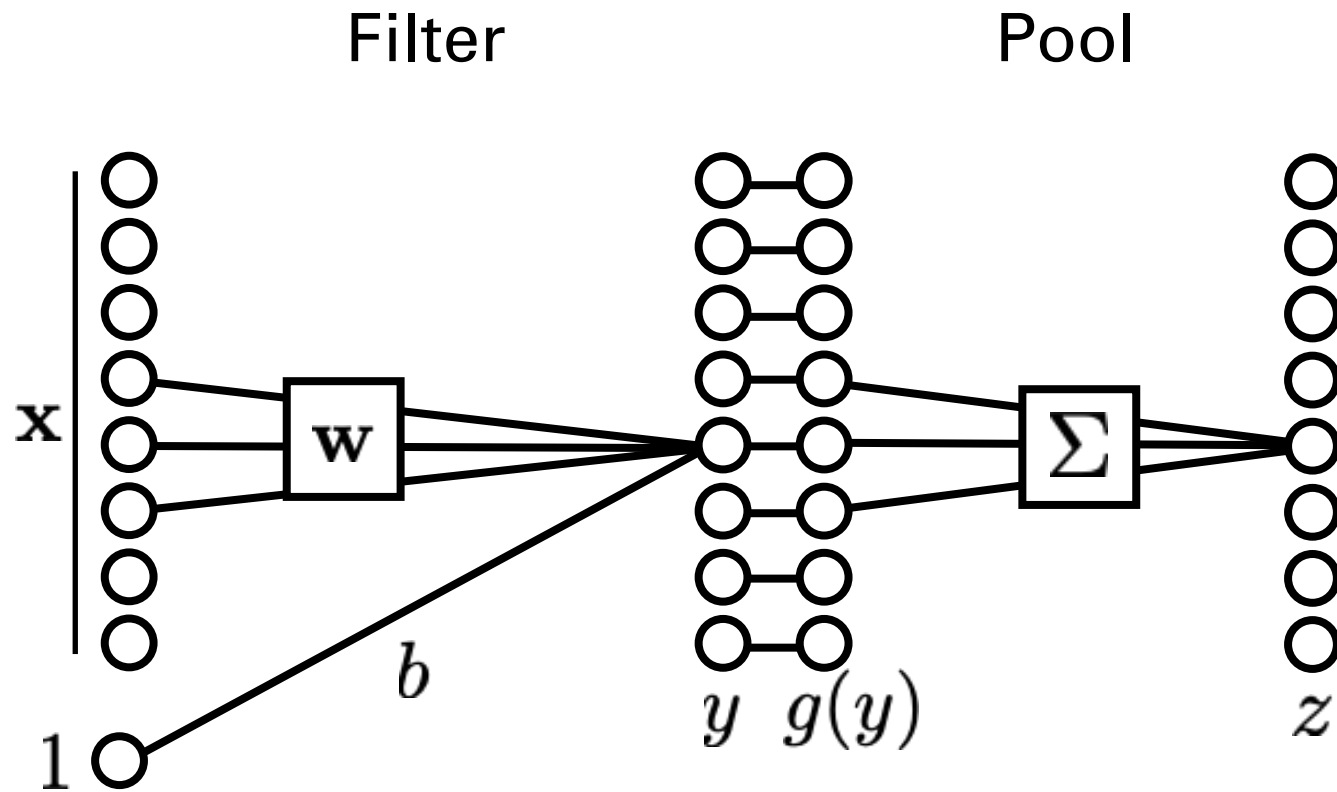 Filter Pool
x w Σ
b
y g(y) z
1